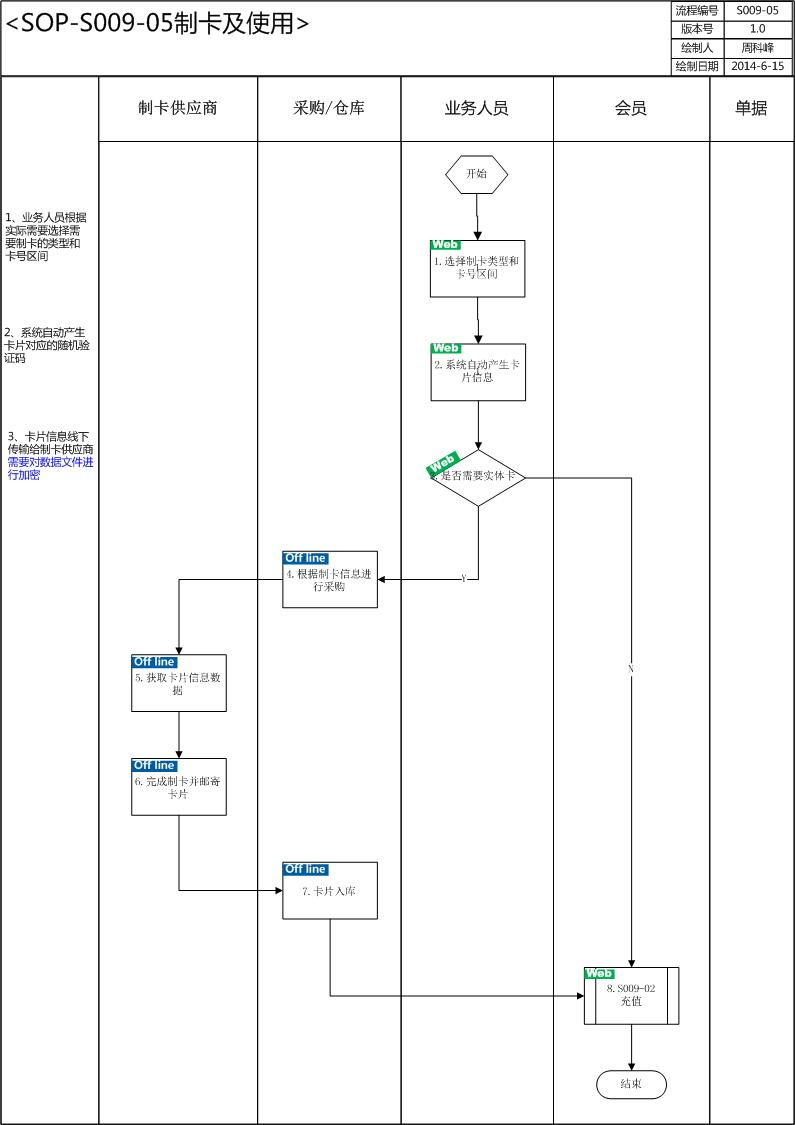 <SOP-S009-05制卡及使用>
流程编号 S009-05
版本号 1.0
绘制人 周科峰
绘制日期 2014-6-15
制卡供应商 采购/仓库 业务人员 会员 单据
开始
1、业务人员根据
实际需要选择需
要制卡的类型和
卡号区间
Web
1.选择制卡类型和
卡号区间
2、系统自动产生
卡片对应的随机验
证码
Web
2.系统自动产生卡
片信息
3、卡片信息线下
传输给制卡供应商
需要对数据文件进
行加密
Web
3.是否需要实体卡
Off line
4.根据制卡信息进
行采购
Y
Off line
5.获取卡片信息数
据
N
Off line
6.完成制卡并邮寄
卡片
Off line
7.卡片入库
Web
8.S009-02
充值
结束